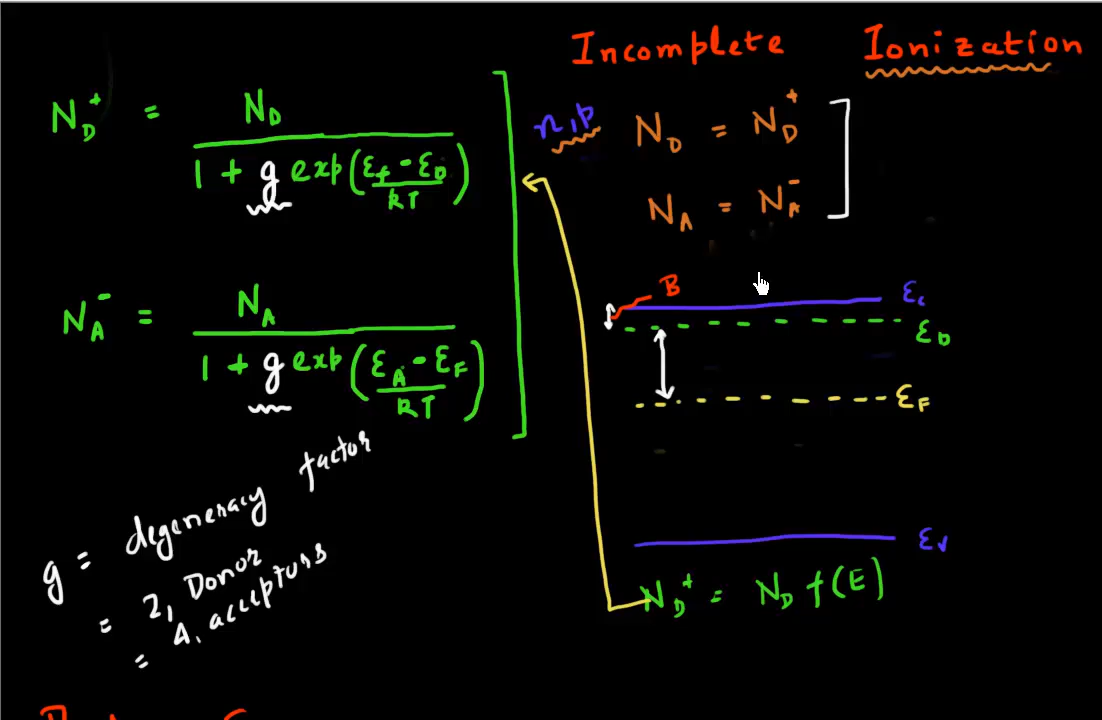 Incomplete Ionization
N_D^+ = N_D / (1 + g exp((E_f - E_D)/kT))
n,p N_D = N_D^+
N_A = N_A^-
N_A^- = N_A / (1 + g exp((E_A - E_F)/kT))
B
E_c
E_D
E_F
E_v
g = degeneracy factor
= 2, Donor
= 4, acceptors
N_D^+ = N_D f(E)